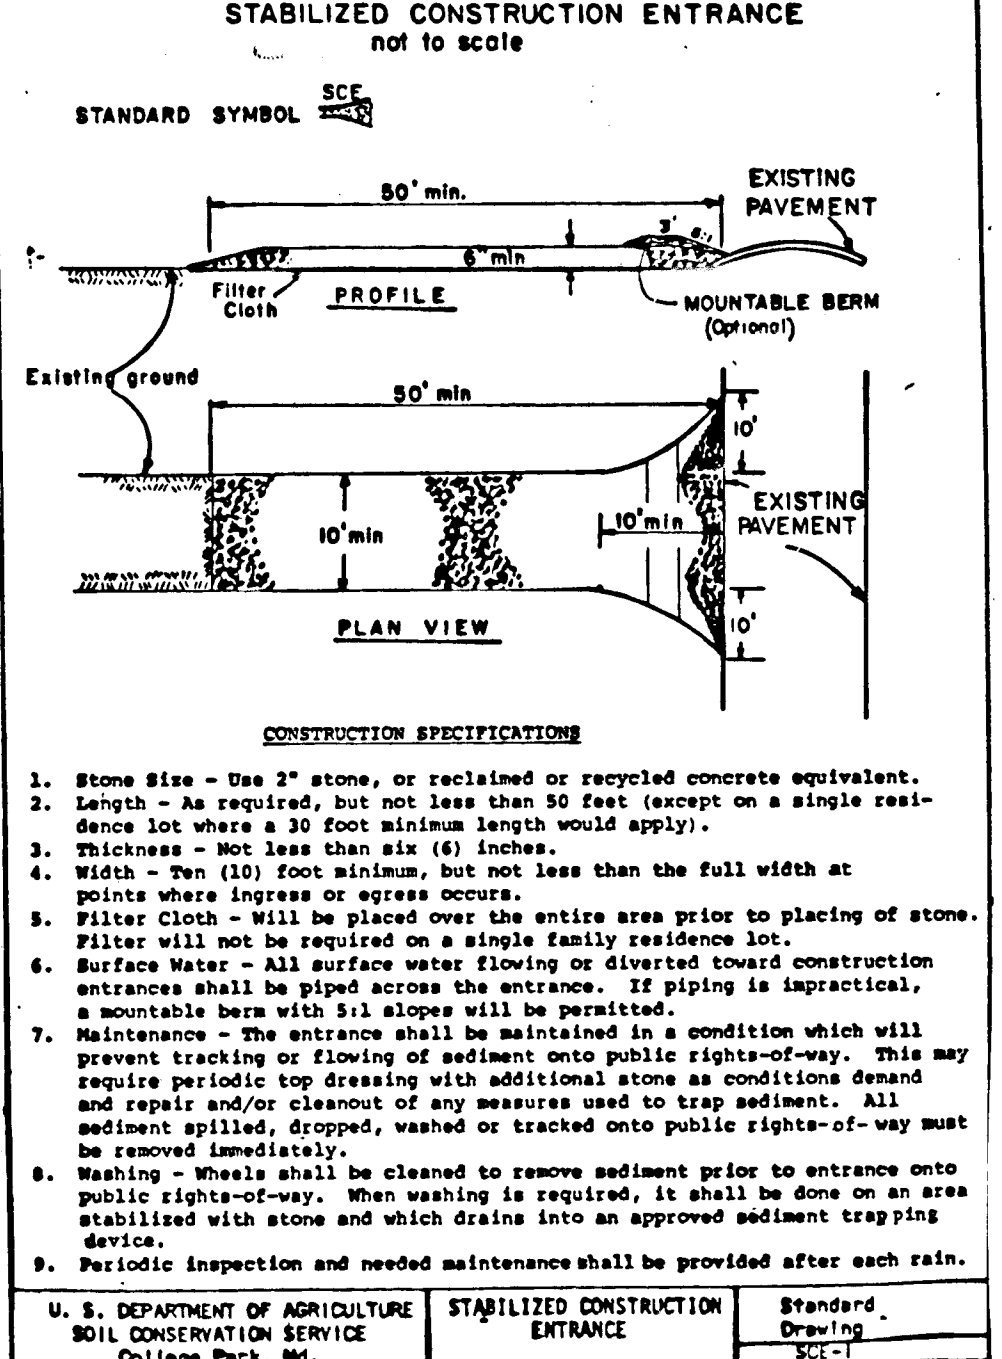 STABILIZED CONSTRUCTION ENTRANCE
not to scale
STANDARD SYMBOL SCE
50' min.
EXISTING
PAVEMENT
3'
5:1
6" min
Filter
Cloth
PROFILE
MOUNTABLE BERM
(Optional)
Existing ground
50' min
10'
10' min
10' min
EXISTING
PAVEMENT
10'
PLAN VIEW
CONSTRUCTION SPECIFICATIONS
1. Stone Size - Use 2" stone, or reclaimed or recycled concrete equivalent.
2. Length - As required, but not less than 50 feet (except on a single resi-
dence lot where a 30 foot minimum length would apply).
3. Thickness - Not less than six (6) inches.
4. Width - Ten (10) foot minimum, but not less than the full width at
points where ingress or egress occurs.
5. Filter Cloth - Will be placed over the entire area prior to placing of stone.
Filter will not be required on a single family residence lot.
6. Surface Water - All surface water flowing or diverted toward construction
entrances shall be piped across the entrance. If piping is impractical,
a mountable berm with 5:1 slopes will be permitted.
7. Maintenance - The entrance shall be maintained in a condition which will
prevent tracking or flowing of sediment onto public rights-of-way. This may
require periodic top dressing with additional stone as conditions demand
and repair and/or cleanout of any measures used to trap sediment. All
sediment spilled, dropped, washed or tracked onto public rights-of-way must
be removed immediately.
8. Washing - Wheels shall be cleaned to remove sediment prior to entrance onto
public rights-of-way. When washing is required, it shall be done on an area
stabilized with stone and which drains into an approved sediment trapping
device.
9. Periodic inspection and needed maintenance shall be provided after each rain.
U. S. DEPARTMENT OF AGRICULTURE
SOIL CONSERVATION SERVICE
College Park, Md.
STABILIZED CONSTRUCTION
ENTRANCE
Standard
Drawing
SCE-1